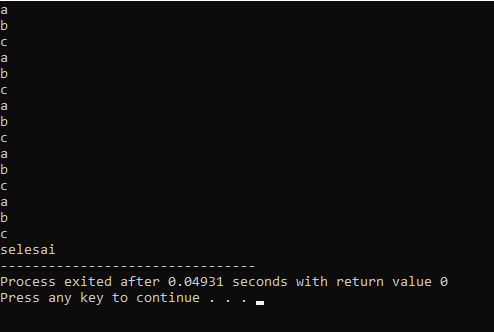 a
b
c
a
b
c
a
b
c
a
b
c
a
b
c
selesai
--------------------------------
Process exited after 0.04931 seconds with return value 0
Press any key to continue . . .